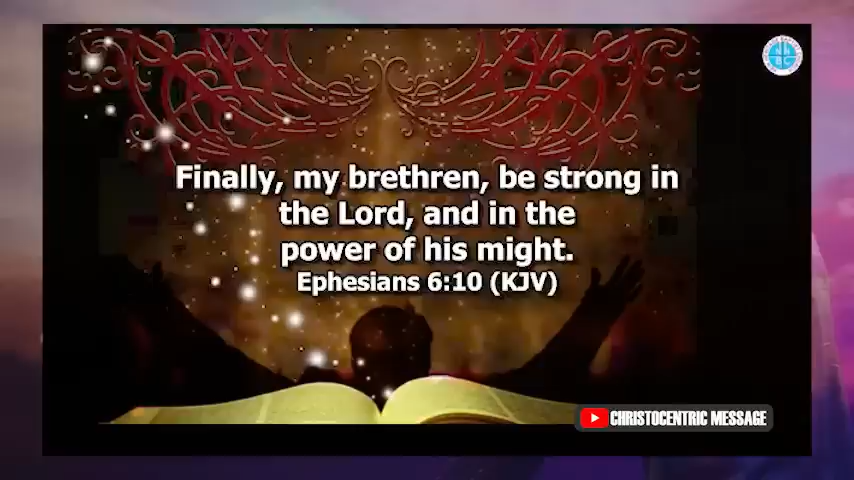 Finally, my brethren, be strong in
the Lord, and in the
power of his might.
Ephesians 6:10 (KJV)
CHRISTOCENTRIC MESSAGE